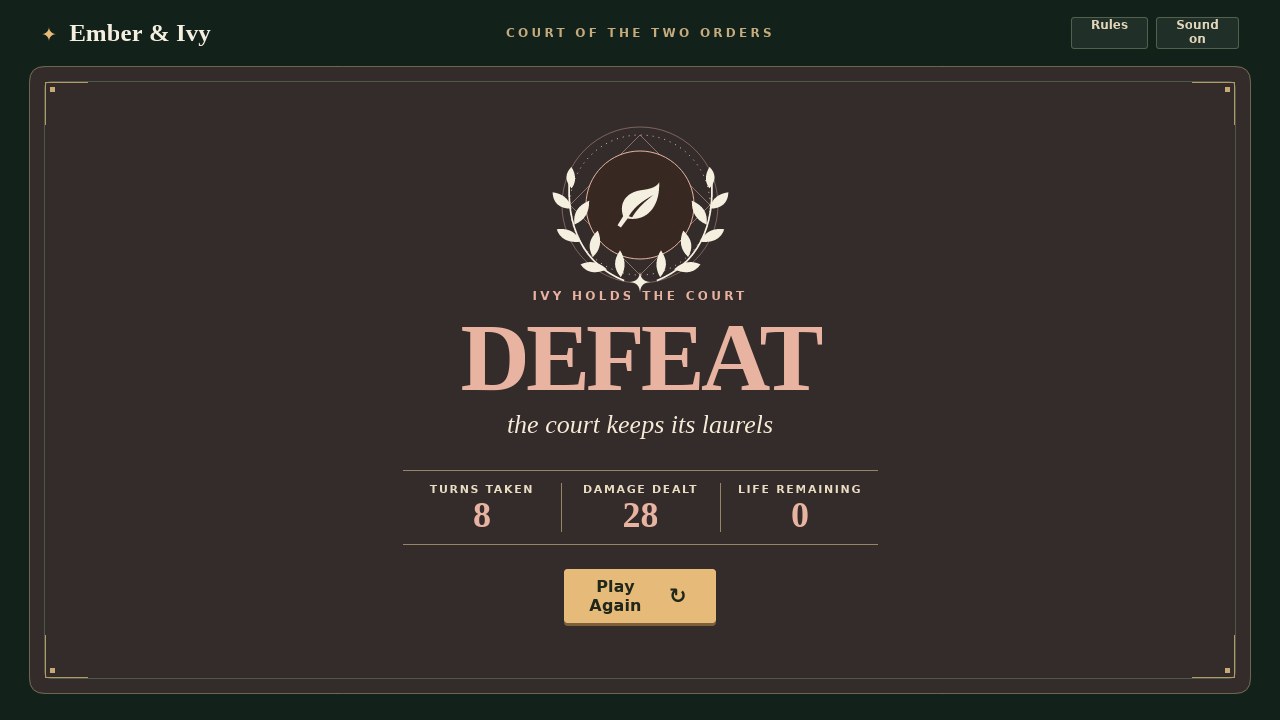 Ember & Ivy
COURT OF THE TWO ORDERS
Rules
Sound
on
IVY HOLDS THE COURT
DEFEAT
the court keeps its laurels
TURNS TAKEN
8
DAMAGE DEALT
28
LIFE REMAINING
0
Play
Again